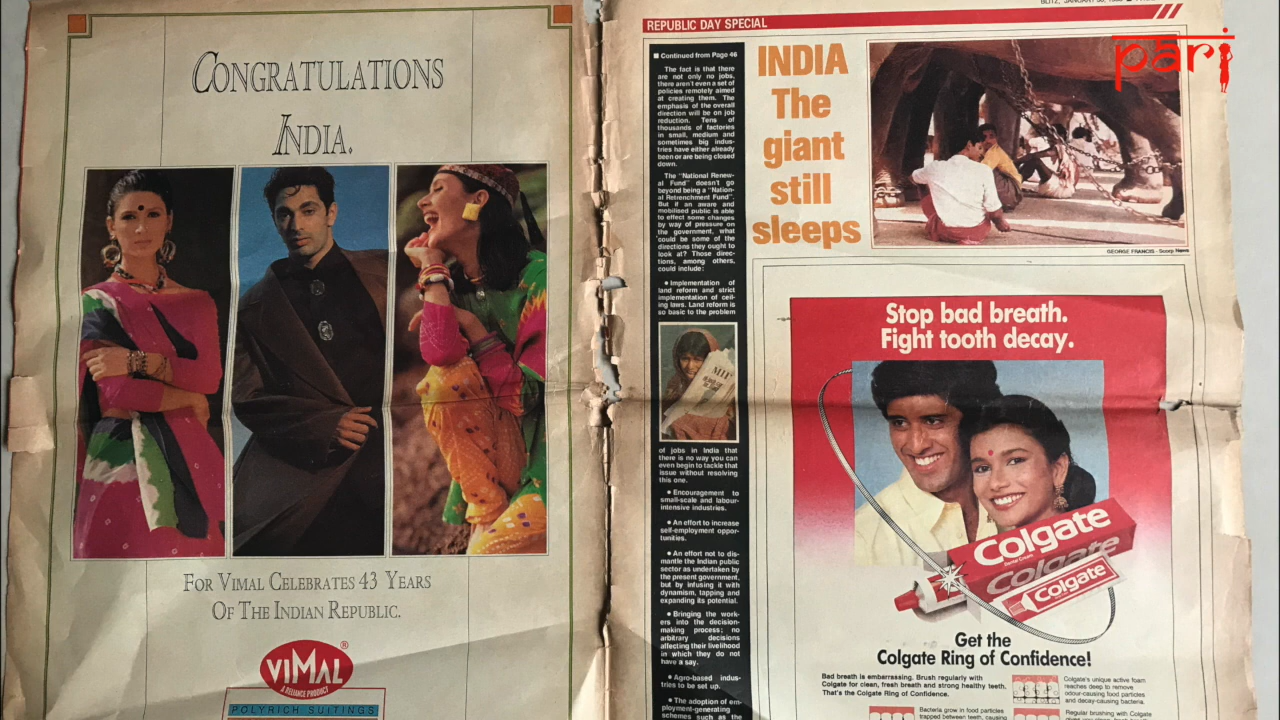 CONGRATULATIONS
INDIA.
FOR VIMAL CELEBRATES 43 YEARS
OF THE INDIAN REPUBLIC.
VIMAL
®
A RELIANCE PRODUCT
POLYRICH SUITINGS
REPUBLIC DAY SPECIAL
■ Continued from Page 46
The fact is that there
are not only no jobs,
there aren't even a set of
policies remotely aimed
at creating them. The
emphasis of the overall
direction will be on job
reduction. Tens of
thousands of factories
in small, medium and
sometimes big indus-
tries have either already
been or are being closed
down.
The "National Renew-
al Fund" doesn't go
beyond being a "Nation-
al Retrenchment Fund".
But if an aware and
mobilised public is able
to effect some changes
by way of pressure on
the government, what
could be some of the
directions they ought to
look at? Those direc-
tions, among others,
could include:
● Implementation of
land reform and strict
implementation of ceil-
ing laws. Land reform is
so basic to the problem
of jobs in India that
there is no way you can
even begin to tackle that
issue without resolving
this one.
● Encouragement to
small-scale and labour-
intensive industries.
● An effort to increase
self-employment oppor-
tunities.
● An effort not to dis-
mantle the Indian public
sector as undertaken by
the present government,
but by infusing it with
dynamism, tapping and
expanding its potential.
● Bringing the work-
ers into the decision-
making process; no
arbitrary decisions
affecting their livelihood
in which they do not
have a say.
● Agro-based indus-
tries to be set up.
● The adoption of em-
ployment-generating
schemes such as the
INDIA
The
giant
still
sleeps
pari
GEORGE FRANCIS - Scoop News
Stop bad breath.
Fight tooth decay.
Colgate
Dental Cream
Colgate
Colgate
Get the
Colgate Ring of Confidence!
Bad breath is embarrassing. Brush regularly with
Colgate for clean, fresh breath and strong healthy teeth.
That's the Colgate Ring of Confidence.
Bacteria grow in food particles
trapped between teeth, causing
Colgate's unique active foam
reaches deep to remove
odour-causing food particles
and decay-causing bacteria.
Regular brushing with Colgate